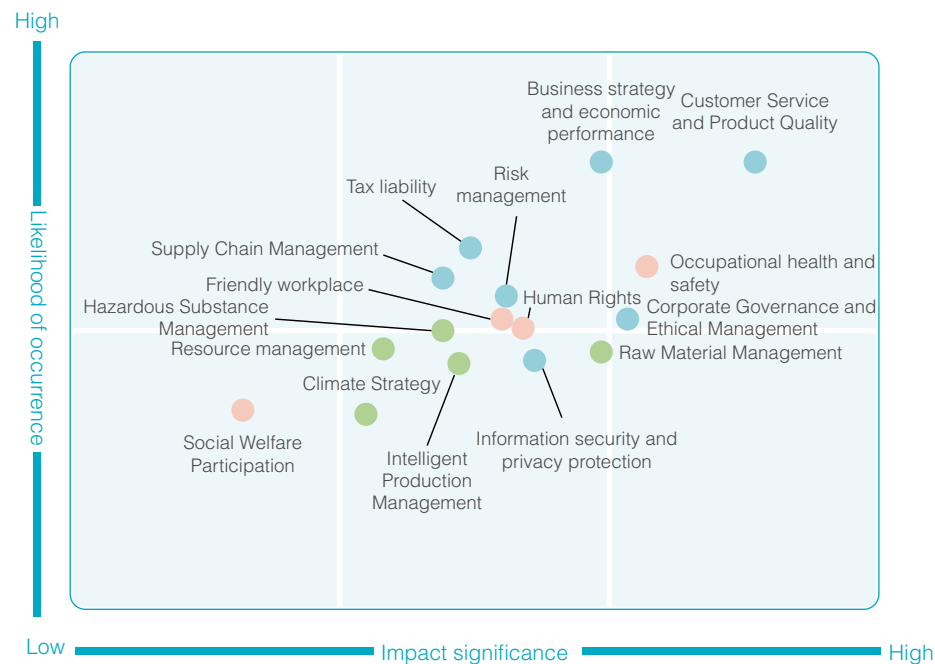 High
Business strategy
and economic
performance
Customer Service
and Product Quality
Risk
management
Tax liability
Supply Chain Management
Friendly workplace
Occupational health and
safety
Human Rights
Hazardous Substance
Management
Corporate Governance and
Ethical Management
Resource management
Raw Material Management
Climate Strategy
Social Welfare
Participation
Intelligent
Production
Management
Information security and
privacy protection
Likelihood of occurrence
Low
Impact significance
High